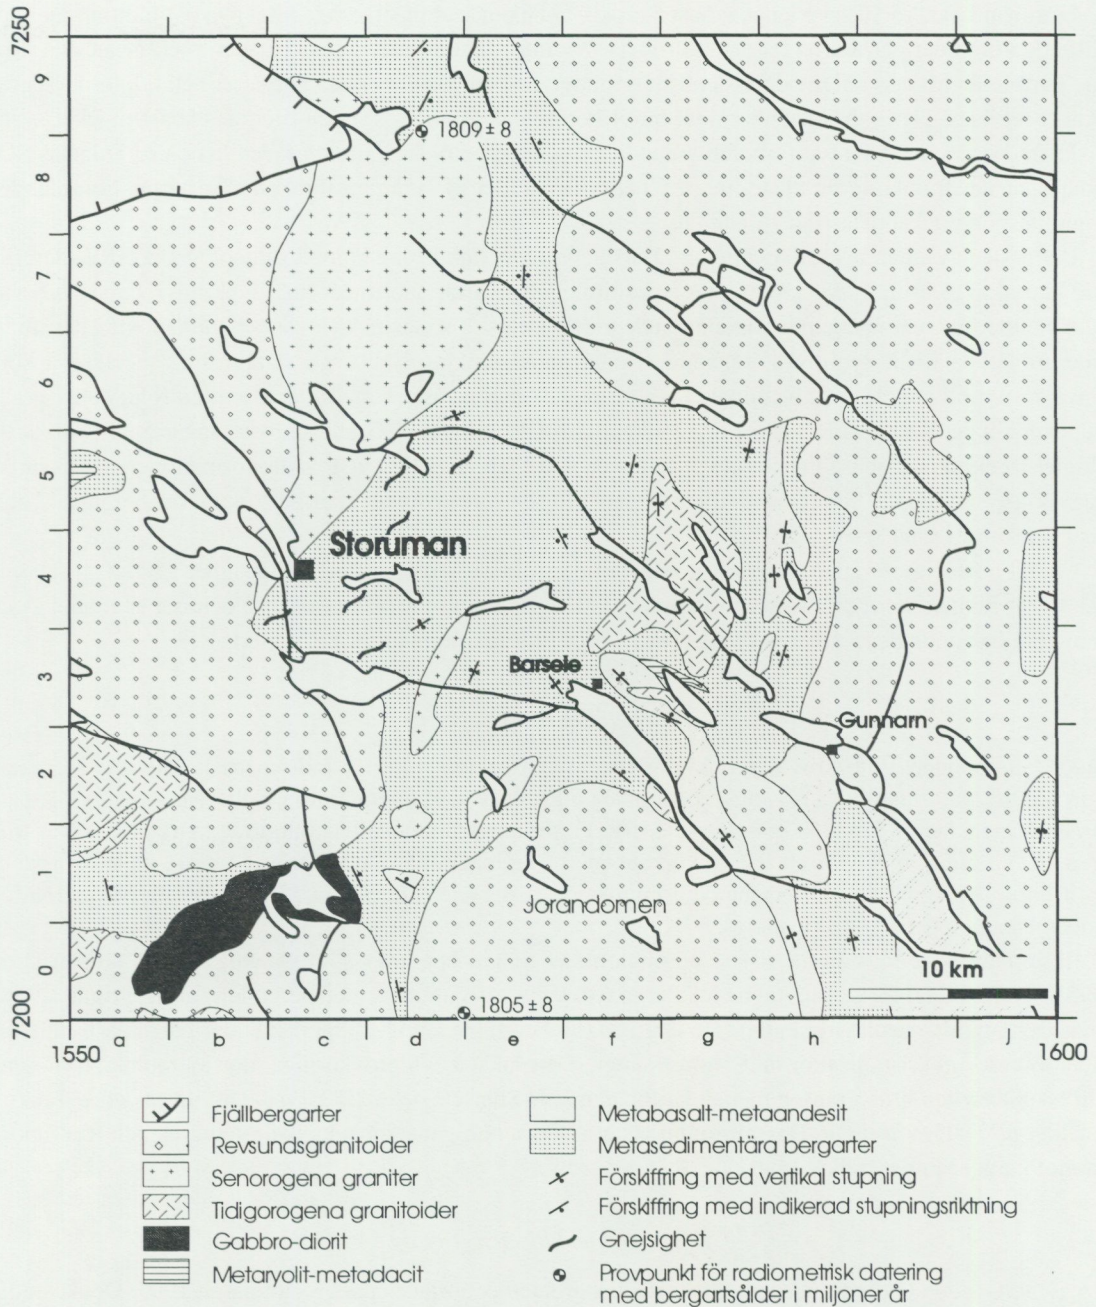 7250
9
8
7
6
5
4
3
2
1
0
7200
1809±8
Storuman
Barsele
Gunnarn
Jorandomen
10 km
1805±8
a b c d e f g h i j
1550 1600
Fjällbergarter
Revsundsgranitoider
Senorogena graniter
Tidigorogena granitoider
Gabbro-diorit
Metaryolit-metadacit
Metabasalt-metaandesit
Metasedimentära bergarter
Förskiffring med vertikal stupning
Förskiffring med indikerad stupningsriktning
Gnejsighet
Provpunkt för radiometrisk datering
med bergartsålder i miljoner år